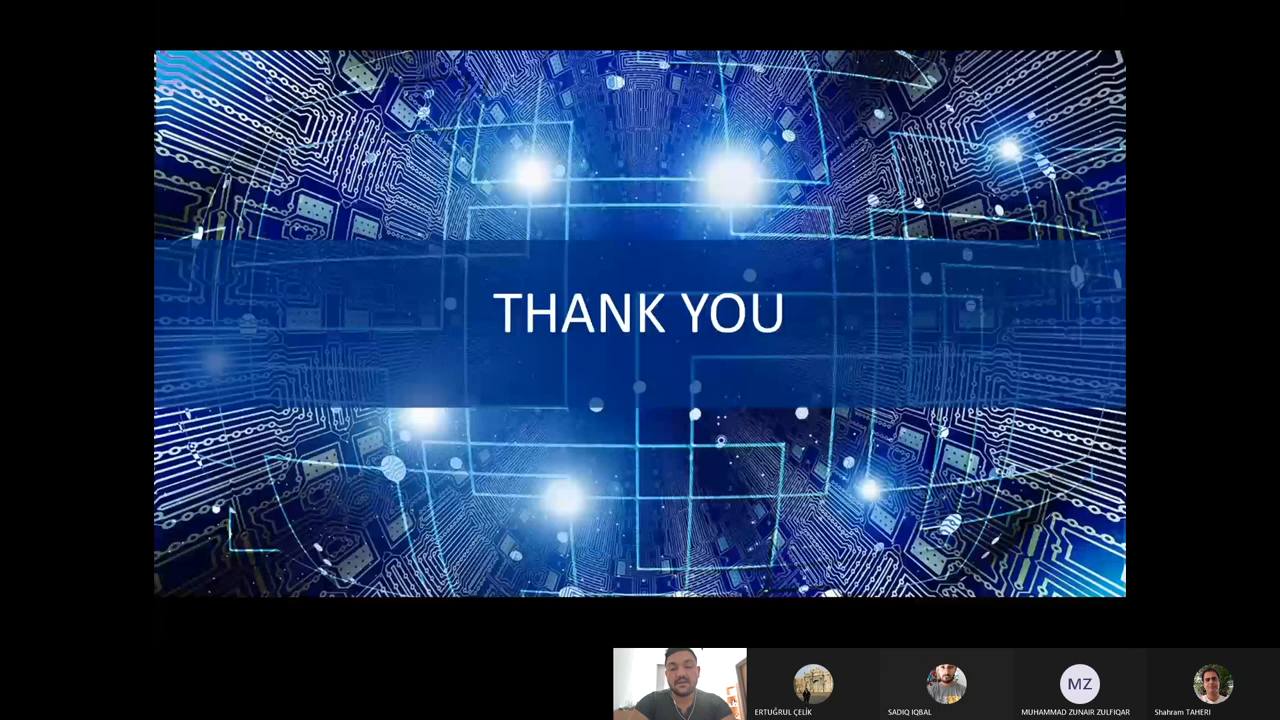 THANK YOU
MZ
ERTUĞRUL ÇELİK
SADIQ IQBAL
MUHAMMAD ZUNAIR ZULFIQAR
Shahram TAHERI